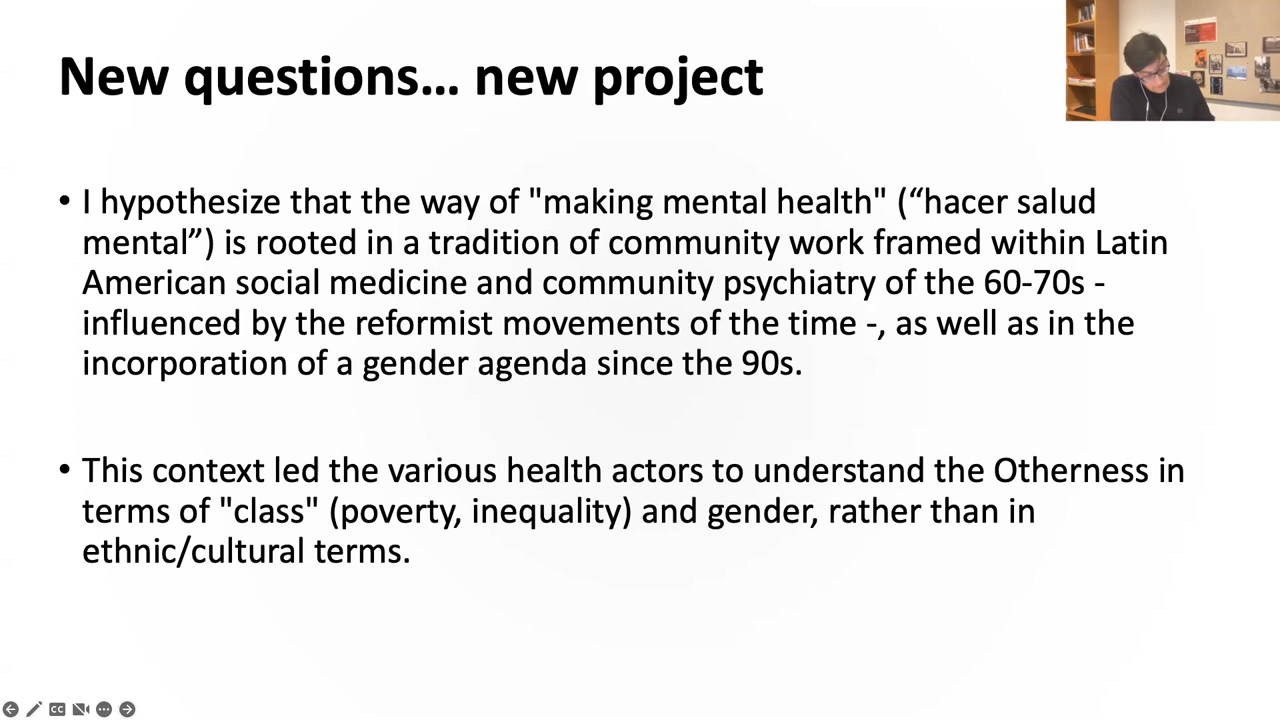 New questions... new project
• I hypothesize that the way of "making mental health" (“hacer salud
mental”) is rooted in a tradition of community work framed within Latin
American social medicine and community psychiatry of the 60-70s -
influenced by the reformist movements of the time -, as well as in the
incorporation of a gender agenda since the 90s.
• This context led the various health actors to understand the Otherness in
terms of "class" (poverty, inequality) and gender, rather than in
ethnic/cultural terms.
CC